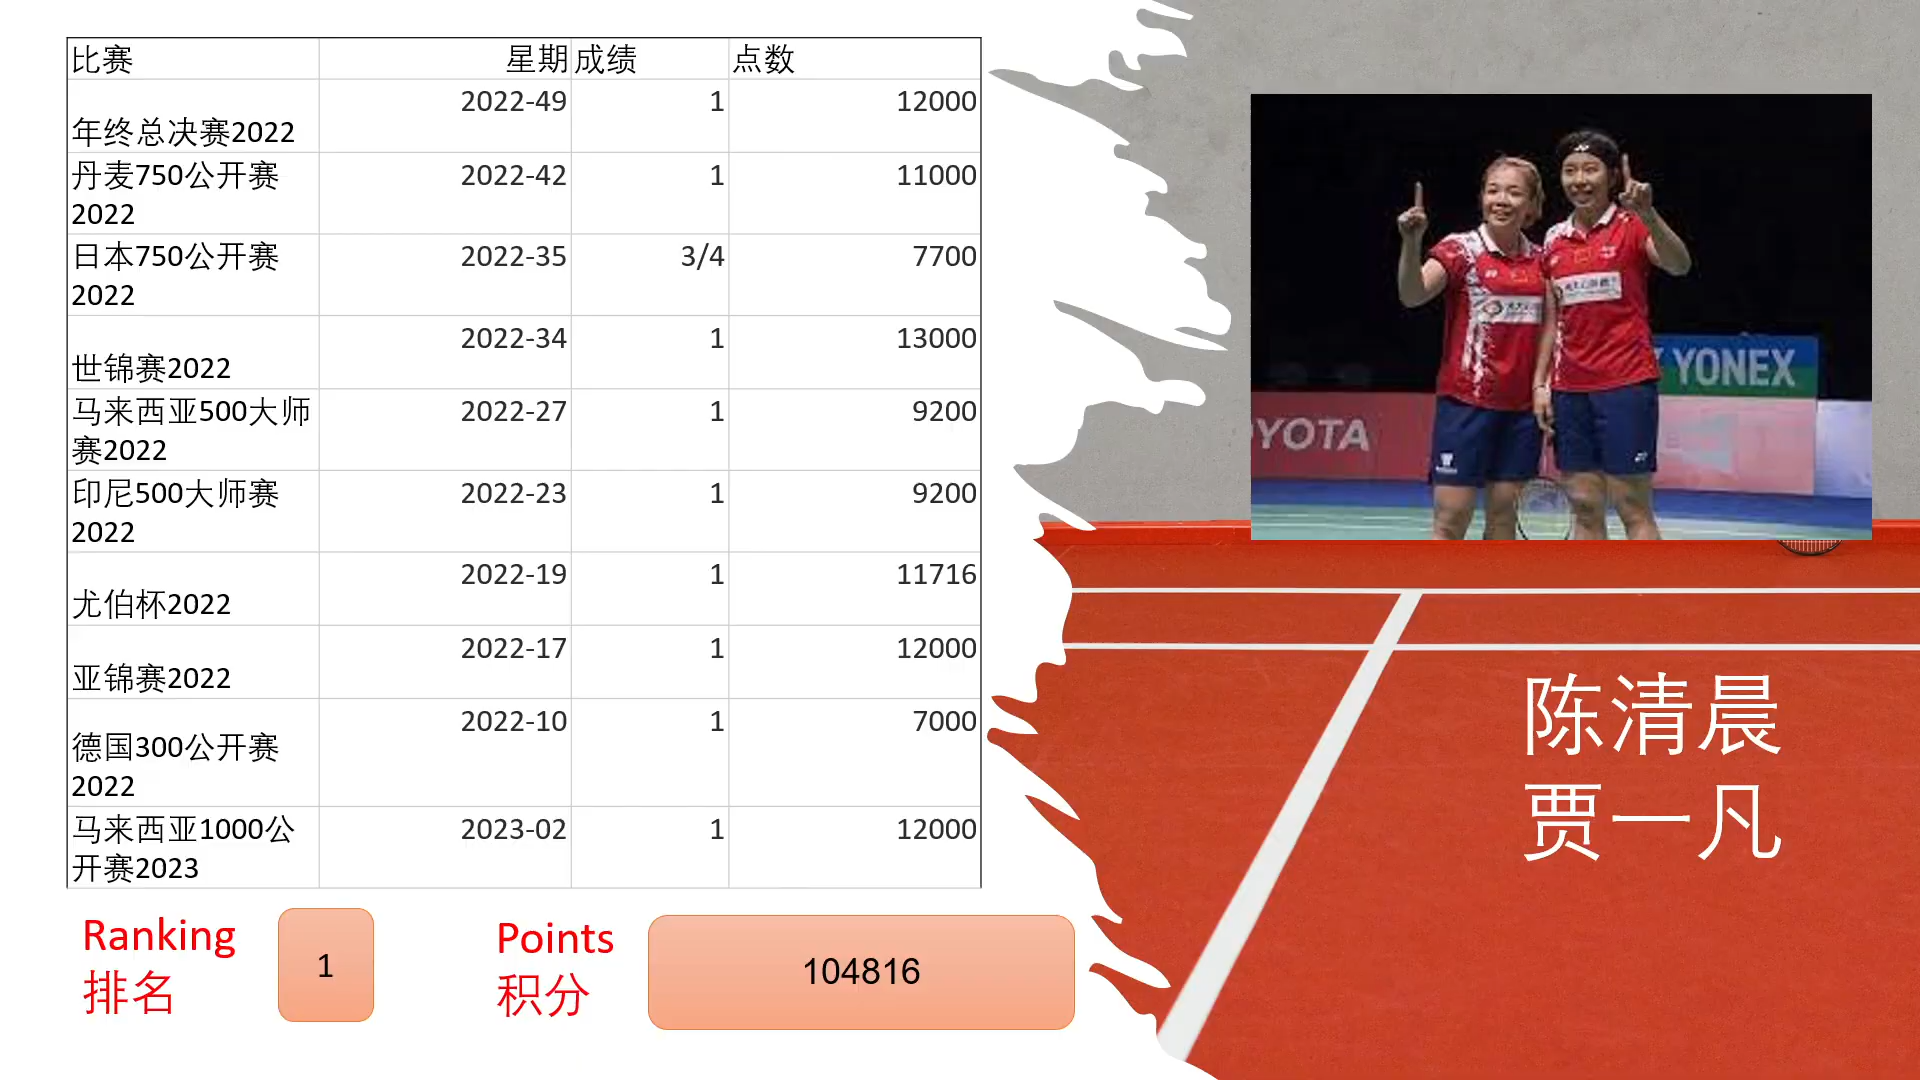 比赛 星期 成绩 点数
年终总决赛2022 2022-49 1 12000
丹麦750公开赛 2022-42 1 11000
2022
日本750公开赛 2022-35 3/4 7700
2022
世锦赛2022 2022-34 1 13000
马来西亚500大师 2022-27 1 9200
赛2022
印尼500大师赛 2022-23 1 9200
2022
尤伯杯2022 2022-19 1 11716
亚锦赛2022 2022-17 1 12000
德国300公开赛 2022-10 1 7000
2022
马来西亚1000公 2023-02 1 12000
开赛2023
Ranking
排名
1
Points
积分
104816
YONEX
YOTA
陈清晨
贾一凡